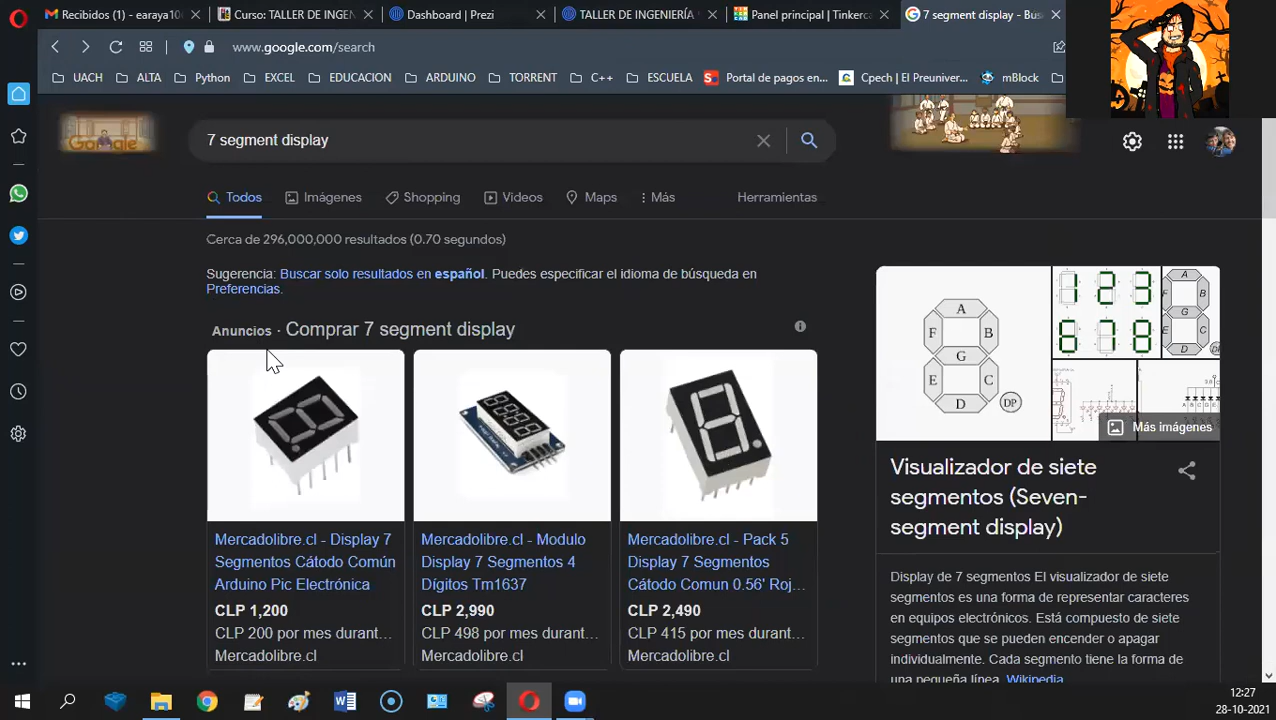 Recibidos (1) - earaya10
Curso: TALLER DE INGEN
Dashboard | Prezi
TALLER DE INGENIERÍA
Panel principal | Tinkerca
7 segment display - Bus
www.google.com/search
UACH
ALTA
Python
EXCEL
EDUCACION
ARDUINO
TORRENT
C++
ESCUELA
Portal de pagos en...
Cpech | El Preuniver...
mBlock
Google
7 segment display
Todos
Imágenes
Shopping
Videos
Maps
Más
Herramientas
Cerca de 296,000,000 resultados (0.70 segundos)
Sugerencia: Buscar solo resultados en español. Puedes especificar el idioma de búsqueda en
Preferencias.
Anuncios · Comprar 7 segment display
Mercadolibre.cl - Display 7
Segmentos Cátodo Común
Arduino Pic Electrónica
CLP 1,200
CLP 200 por mes durant...
Mercadolibre.cl
Mercadolibre.cl - Modulo
Display 7 Segmentos 4
Dígitos Tm1637
CLP 2,990
CLP 498 por mes durant...
Mercadolibre.cl
Mercadolibre.cl - Pack 5
Display 7 Segmentos
Cátodo Comun 0.56' Roj...
CLP 2,490
CLP 415 por mes durant...
Mercadolibre.cl
A
F
B
G
E
C
D
DP
1 2 3
6 7 8
A
F
B
G
E
C
D
Más imágenes
Visualizador de siete
segmentos (Seven-
segment display)
Display de 7 segmentos El visualizador de siete
segmentos es una forma de representar caracteres
en equipos electrónicos. Está compuesto de siete
segmentos que se pueden encender o apagar
individualmente. Cada segmento tiene la forma de
una pequeña línea. Wikipedia
12:27
28-10-2021